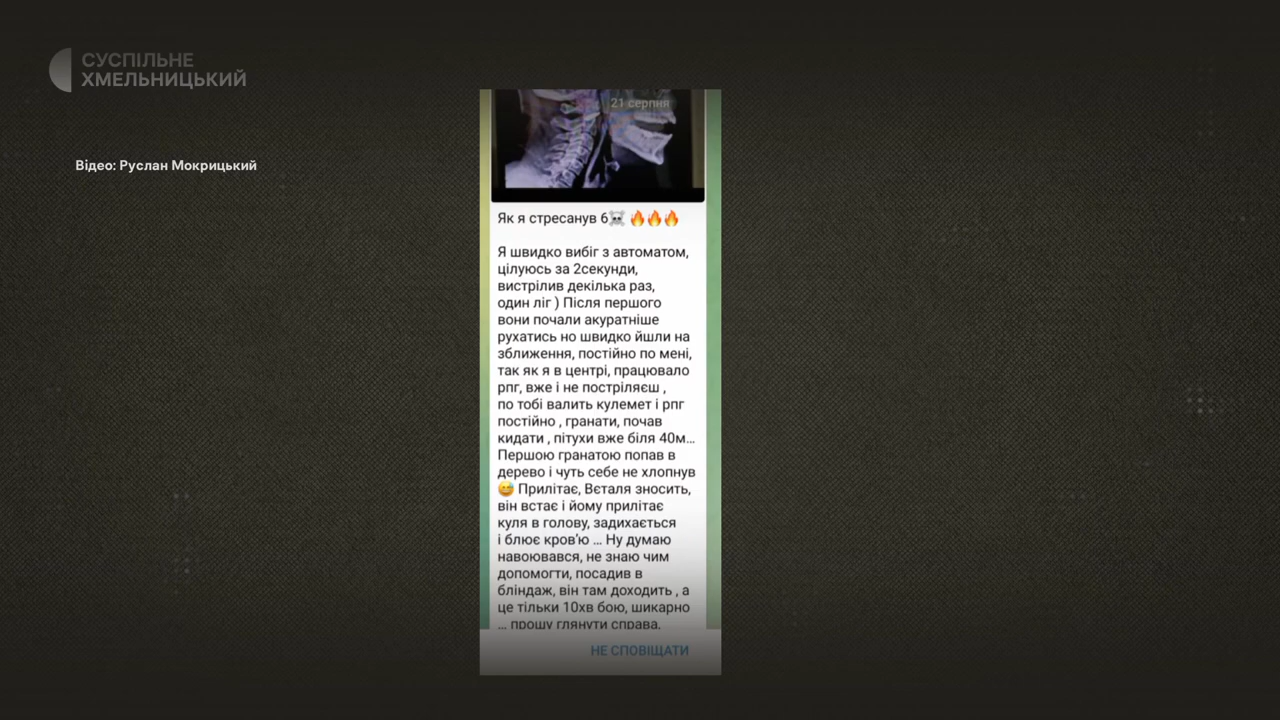 СУСПІЛЬНЕ
ХМЕЛЬНИЦЬКИЙ
Відео: Руслан Мокрицький
21 серпня
Як я стресанув 6☠️ 🔥🔥🔥
Я швидко вибіг з автоматом,
цілуюсь за 2секунди,
вистрілив декілька раз,
один ліг ) Після першого
вони почали акуратніше
рухатись но швидко йшли на
зближення, постійно по мені,
так як я в центрі, працювало
рпг, вже і не постріляєш ,
по тобі валить кулемет і рпг
постійно , гранати, почав
кидати , пітухи вже біля 40м...
Першою гранатою попав в
дерево і чуть себе не хлопнув
😅 Прилітає, Вєталя зносить,
він встає і йому прилітає
куля в голову, задихається
і блює кров’ю ... Ну думаю
навоювався, не знаю чим
допомогти, посадив в
бліндаж, він там доходить , а
це тільки 10хв бою, шикарно
... прошу глянути справа,
НЕ СПОВІЩАТИ